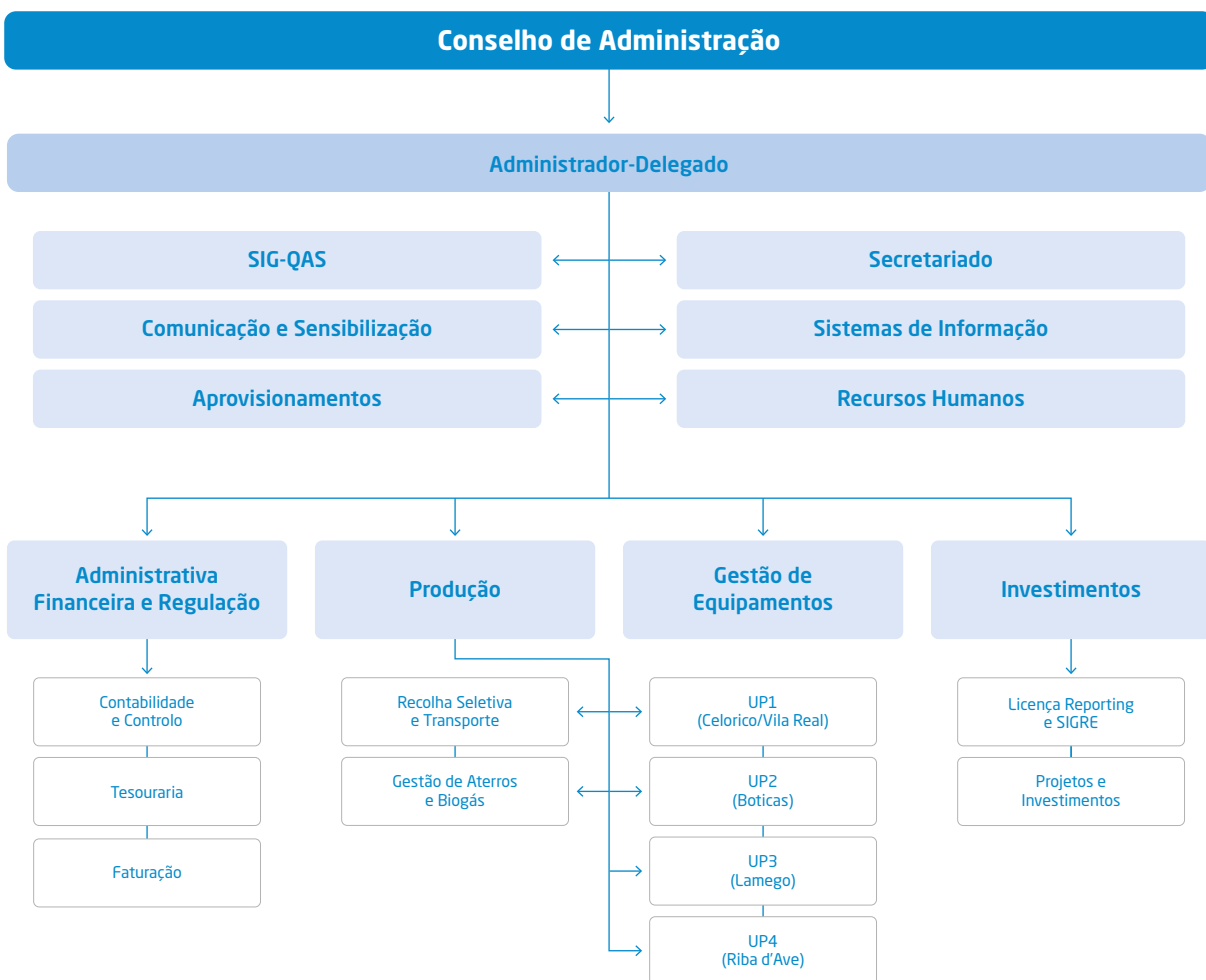 Conselho de Administração
Administrador-Delegado
SIG-QAS
Secretariado
Comunicação e Sensibilização
Sistemas de Informação
Aprovisionamentos
Recursos Humanos
Administrativa
Financeira e Regulação
Produção
Gestão de
Equipamentos
Investimentos
Contabilidade
e Controlo
Tesouraria
Faturação
Recolha Seletiva
e Transporte
Gestão de Aterros
e Biogás
UP1
(Celorico/Vila Real)
UP2
(Boticas)
UP3
(Lamego)
UP4
(Riba d'Ave)
Licença Reporting
e SIGRE
Projetos e
Investimentos